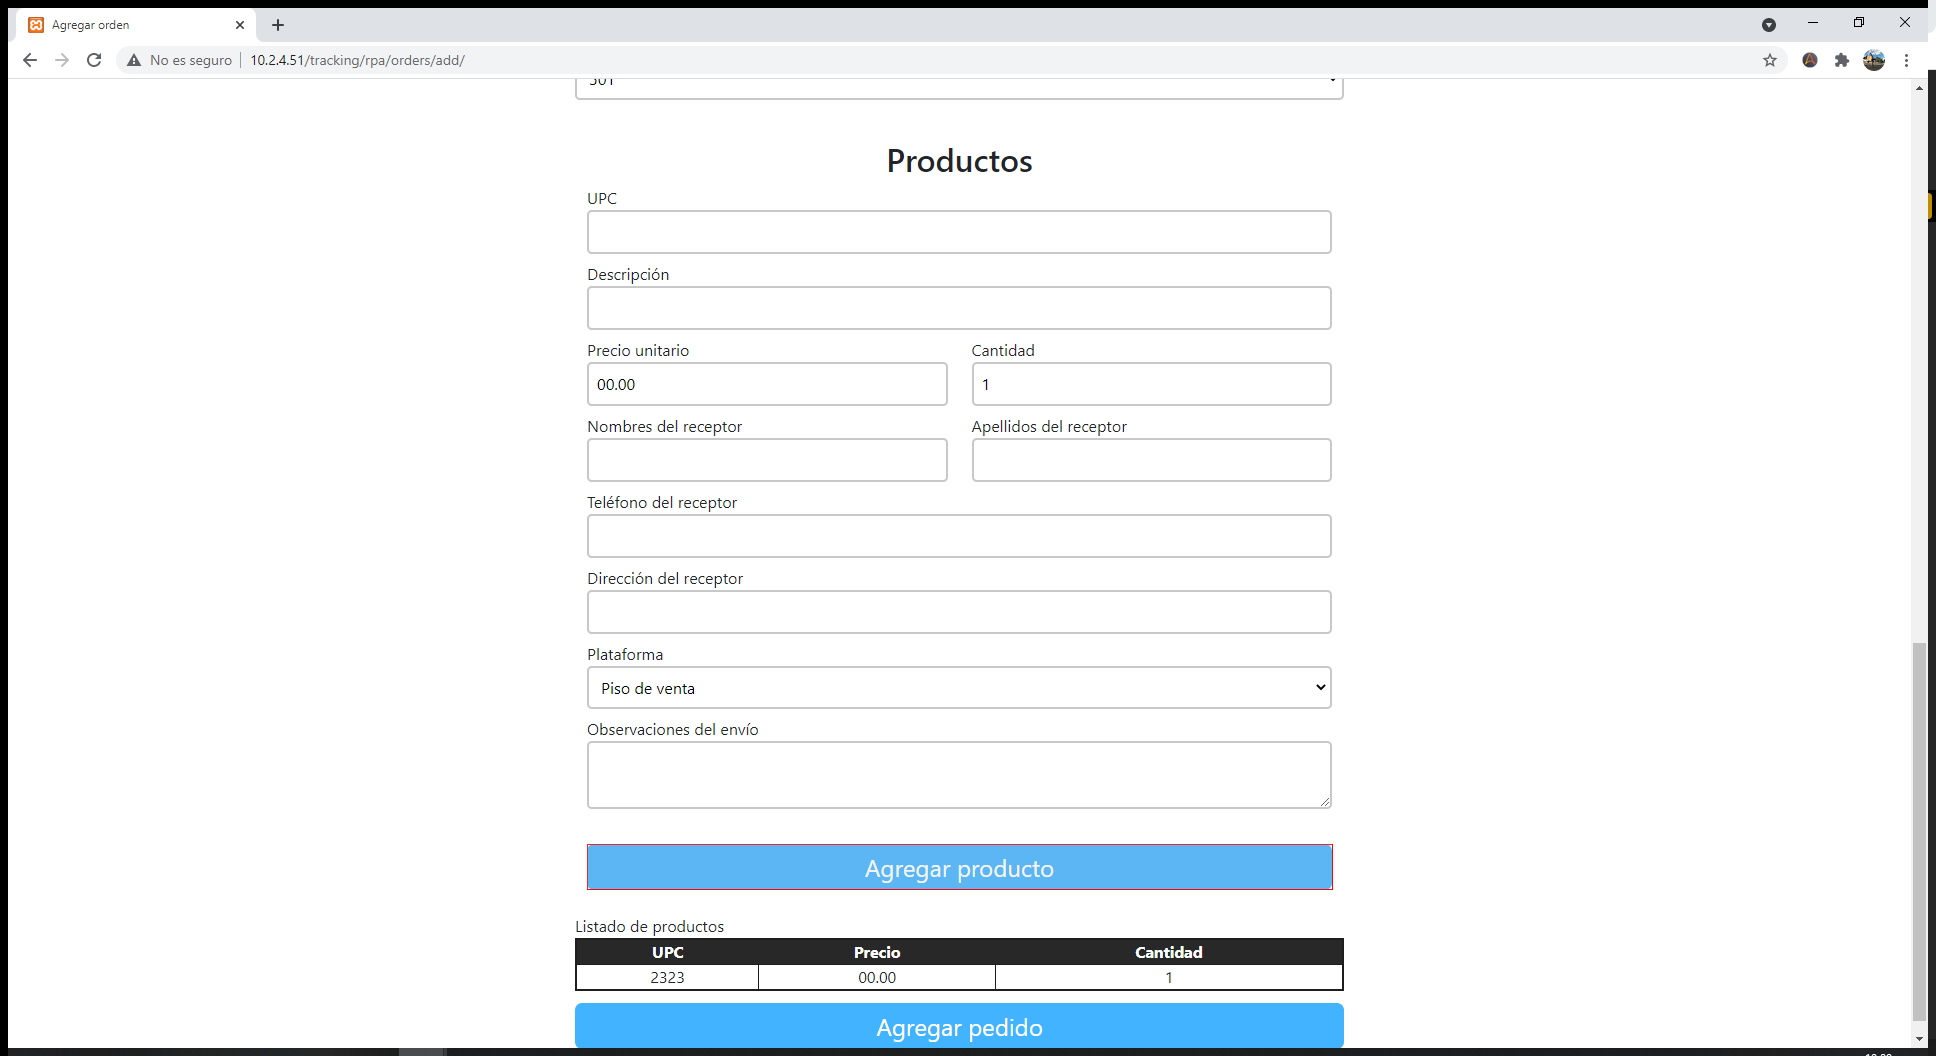 Agregar orden
No es seguro 10.2.4.51/tracking/rpa/orders/add/
301
Productos
UPC
Descripción
Precio unitario Cantidad
00.00 1
Nombres del receptor Apellidos del receptor
Teléfono del receptor
Dirección del receptor
Plataforma
Piso de venta
Observaciones del envío
Agregar producto
Listado de productos
UPC Precio Cantidad
2323 00.00 1
Agregar pedido